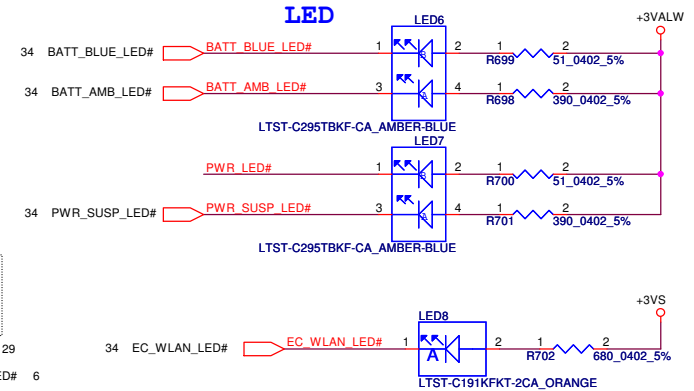 LED
LED6
+3VALW
34 BATT_BLUE_LED# BATT_BLUE_LED# 1 B 2 1 2
R699 51_0402_5%
34 BATT_AMB_LED# BATT_AMB_LED# 3 A 4 1 2
R698 390_0402_5%
LTST-C295TBKF-CA_AMBER-BLUE
LED7
PWR_LED# 1 B 2 1 2
R700 51_0402_5%
34 PWR_SUSP_LED# PWR_SUSP_LED# 3 A 4 1 2
R701 390_0402_5%
LTST-C295TBKF-CA_AMBER-BLUE
+3VS
LED8
29
34 EC_WLAN_LED# EC_WLAN_LED# 1 A 2 1 2
R702 680_0402_5%
ED# 6
LTST-C191KFKT-2CA_ORANGE